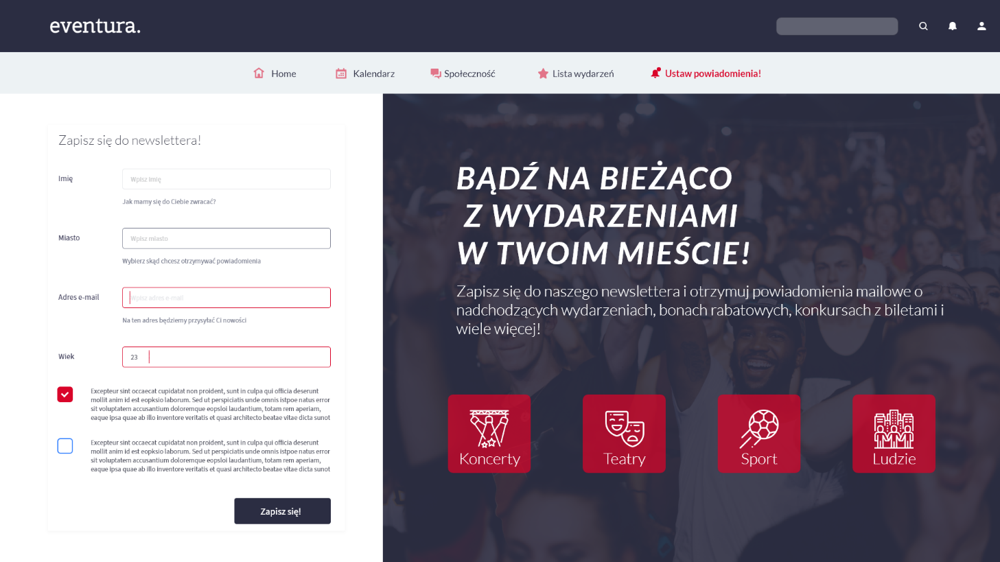 eventura.
Home
Kalendarz
Społeczność
Lista wydarzeń
Ustaw powiadomienia!
Zapisz się do newslettera!
Imię
Wpisz imię
Jak mamy się do Ciebie zwracać?
Miasto
Wpisz miasto
Wybierz skąd chcesz otrzymywać powiadomienia
Adres e-mail
Wpisz adres e-mail
Na ten adres będziemy przysyłać Ci nowości
Wiek
23
Excepteur sint occaecat cupidatat non proident, sunt in culpa qui officia deserunt
mollit anim id est eopksio laborum. Sed ut perspiciatis unde omnis istpoe natus error
sit voluptatem accusantium doloremque eopsloi laudantium, totam rem aperiam,
eaque ipsa quae ab illo inventore veritatis et quasi architecto beatae vitae dicta sunot
Excepteur sint occaecat cupidatat non proident, sunt in culpa qui officia deserunt
mollit anim id est eopksio laborum. Sed ut perspiciatis unde omnis istpoe natus error
sit voluptatem accusantium doloremque eopsloi laudantium, totam rem aperiam,
eaque ipsa quae ab illo inventore veritatis et quasi architecto beatae vitae dicta sunot
Zapisz się!
BĄDŹ NA BIEŻĄCO
Z WYDARZENIAMI
W TWOIM MIEŚCIE!
Zapisz się do naszego newslettera i otrzymuj powiadomienia mailowe o
nadchodzących wydarzeniach, bonach rabatowych, konkursach z biletami i
wiele więcej!
Koncerty
Teatry
Sport
Ludzie